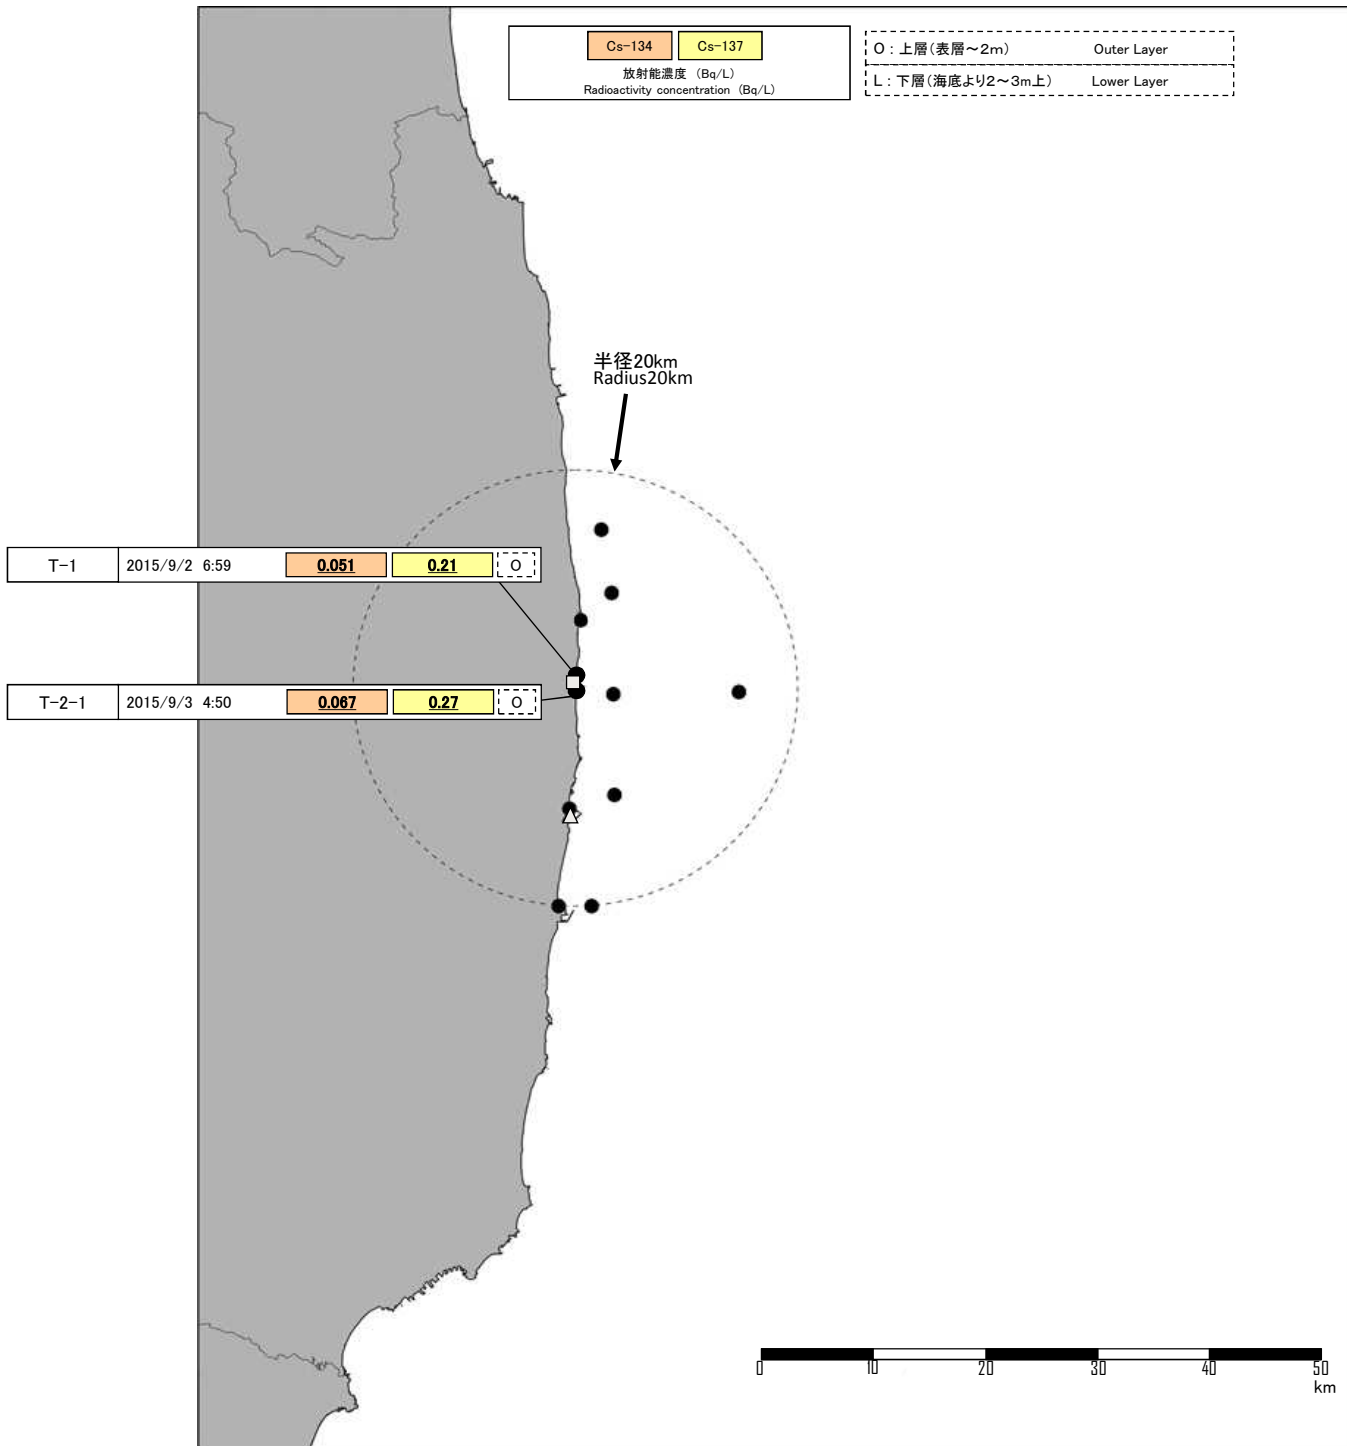 Cs-134 Cs-137
放射能濃度 (Bq/L)
Radioactivity concentration (Bq/L)
O : 上層(表層～2m) Outer Layer
L : 下層(海底より2～3m上) Lower Layer
半径20km
Radius20km
T-1 2015/9/2 6:59 0.051 0.21 O
T-2-1 2015/9/3 4:50 0.067 0.27 O
0 10 20 30 40 50
km